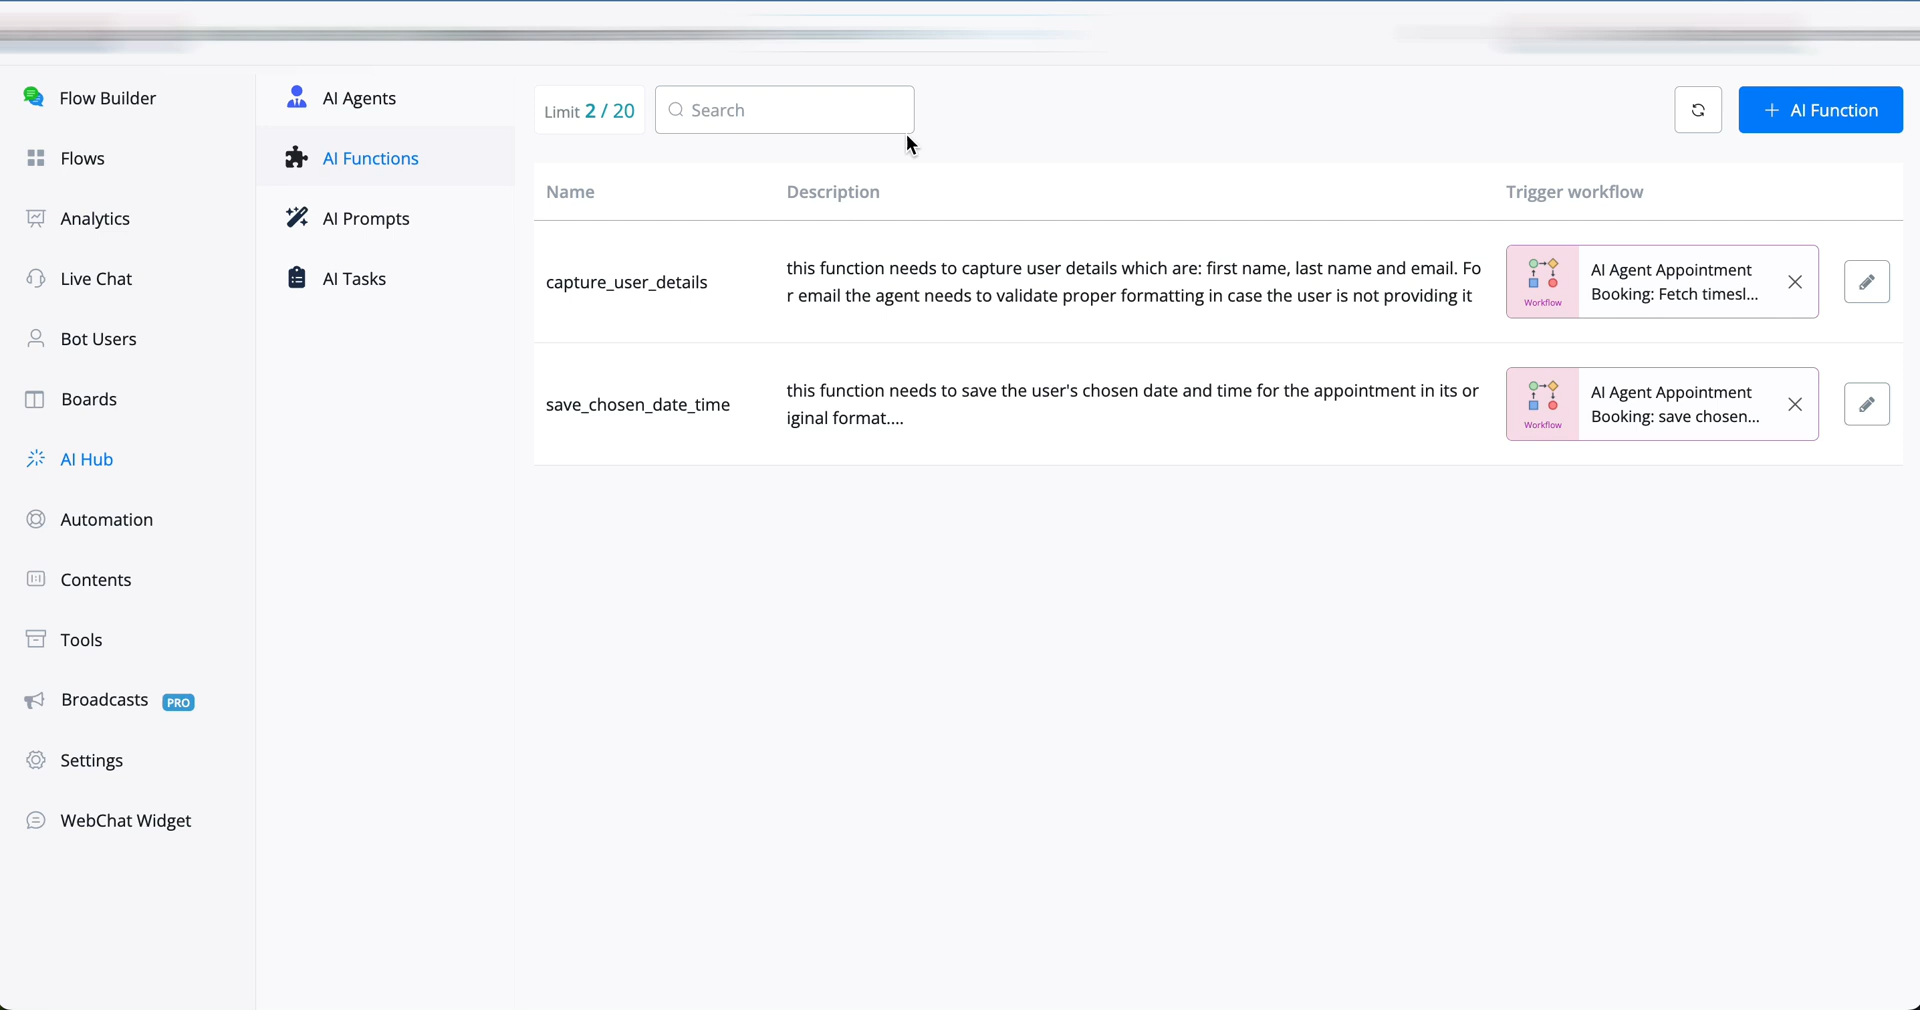 Flow Builder
Flows
Analytics
Live Chat
Bot Users
Boards
AI Hub
Automation
Contents
Tools
Broadcasts PRO
Settings
WebChat Widget
AI Agents
AI Functions
AI Prompts
AI Tasks
Limit 2 / 20
Search
AI Function
Name Description Trigger workflow
capture_user_details
this function needs to capture user details which are: first name, last name and email. Fo
r email the agent needs to validate proper formatting in case the user is not providing it
Workflow
AI Agent Appointment
Booking: Fetch timesl...
save_chosen_date_time
this function needs to save the user's chosen date and time for the appointment in its or
iginal format....
Workflow
AI Agent Appointment
Booking: save chosen...